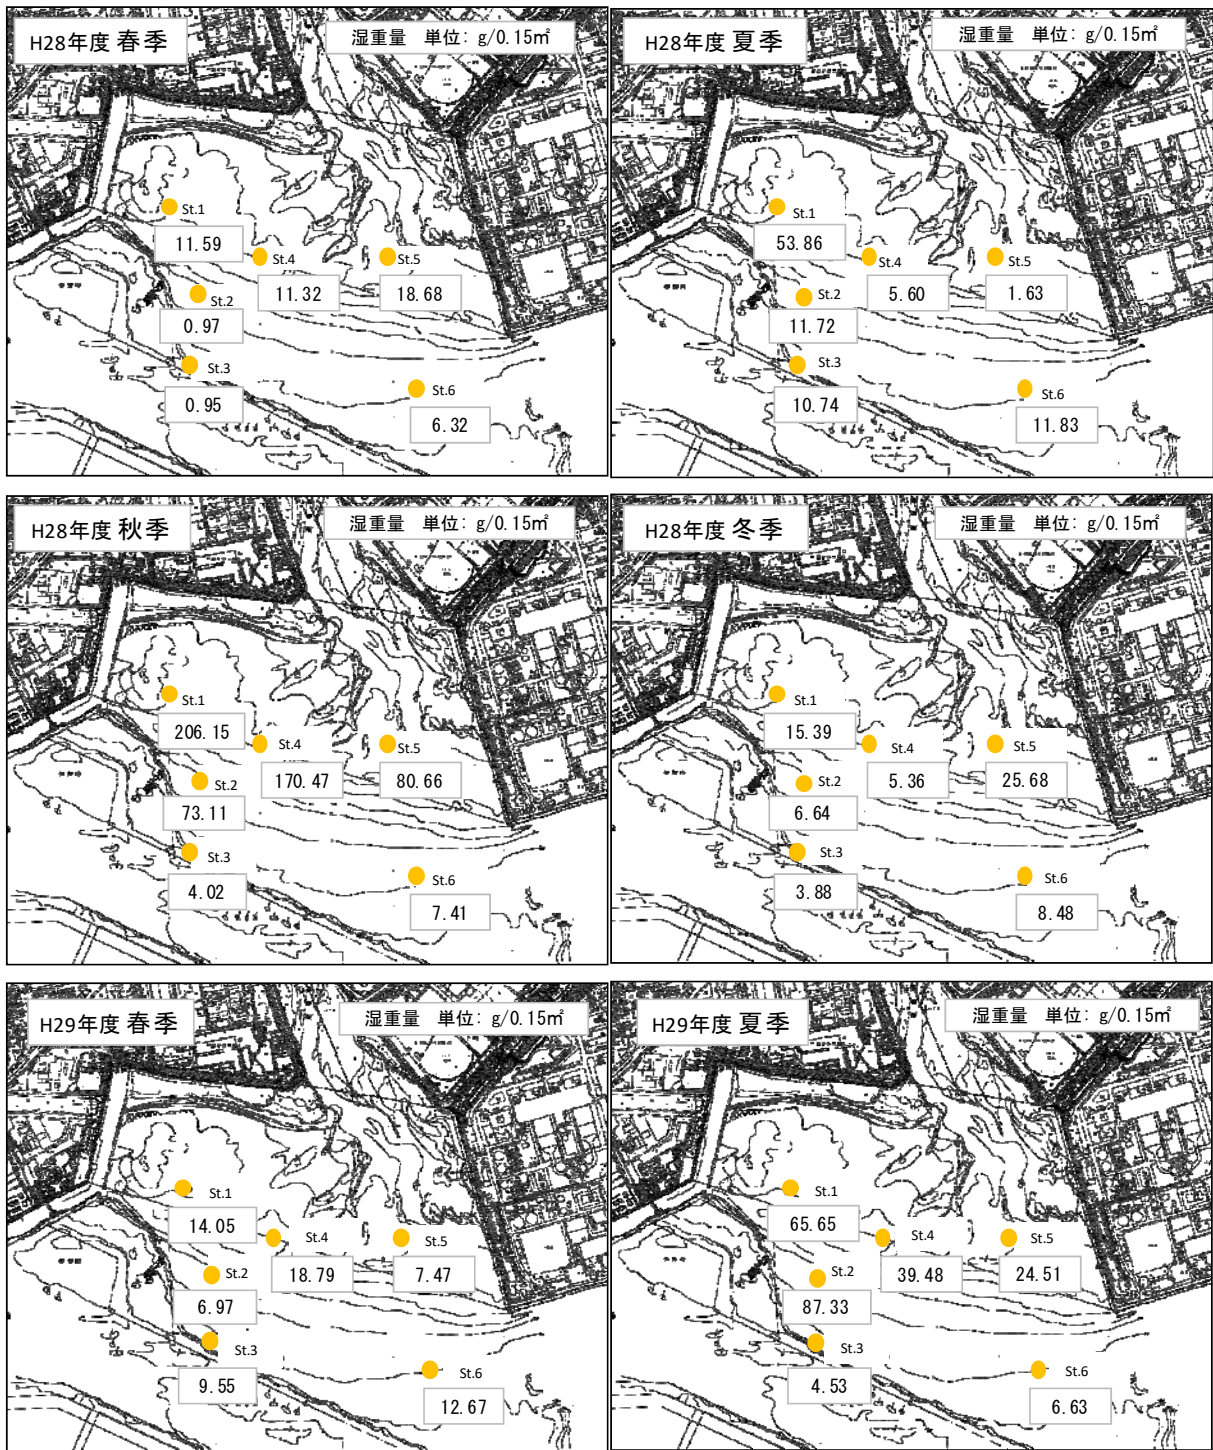 H28年度 春季
湿重量 単位: g/0.15㎡
St.1
11.59
St.4
11.32
St.5
18.68
St.2
0.97
St.3
0.95
St.6
6.32
H28年度 夏季
湿重量 単位: g/0.15㎡
St.1
53.86
St.4
5.60
St.5
1.63
St.2
11.72
St.3
10.74
St.6
11.83
H28年度 秋季
湿重量 単位: g/0.15㎡
St.1
206.15
St.4
170.47
St.5
80.66
St.2
73.11
St.3
4.02
St.6
7.41
H28年度 冬季
湿重量 単位: g/0.15㎡
St.1
15.39
St.4
5.36
St.5
25.68
St.2
6.64
St.3
3.88
St.6
8.48
H29年度 春季
湿重量 単位: g/0.15㎡
St.1
14.05
St.4
18.79
St.5
7.47
St.2
6.97
St.3
9.55
St.6
12.67
H29年度 夏季
湿重量 単位: g/0.15㎡
St.1
65.65
St.4
39.48
St.5
24.51
St.2
87.33
St.3
4.53
St.6
6.63